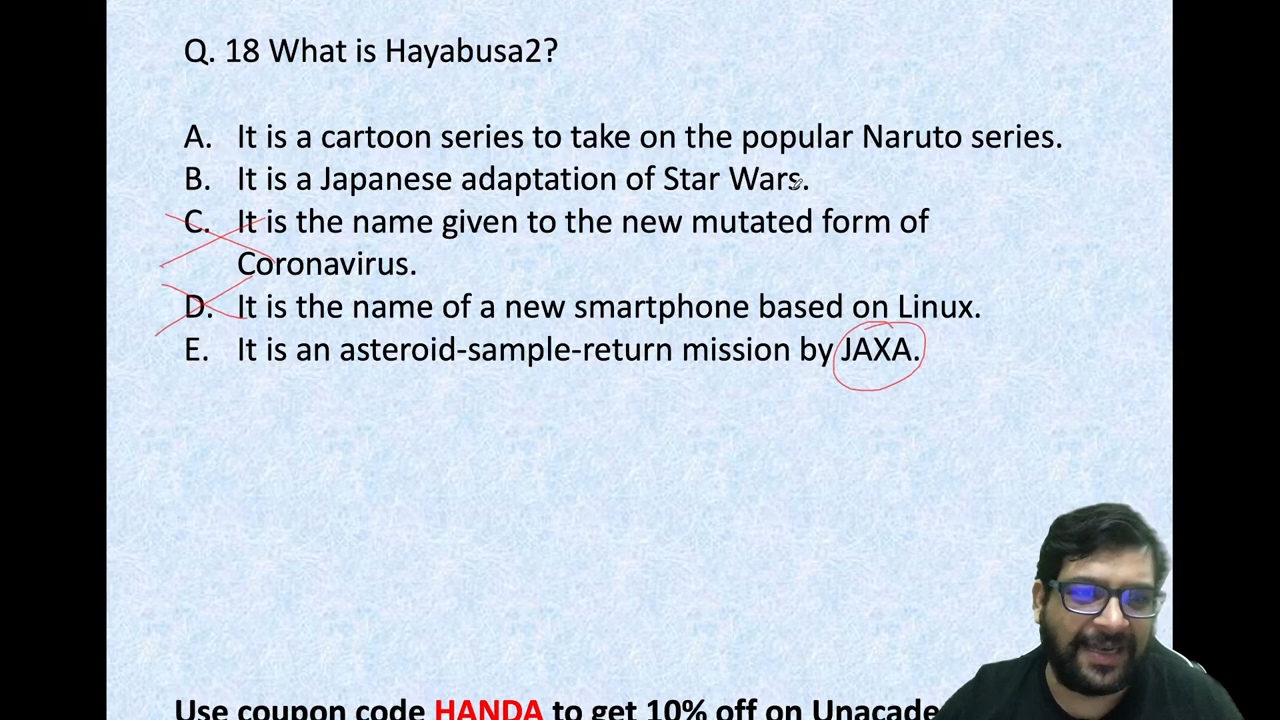 Q. 18 What is Hayabusa2?
A. It is a cartoon series to take on the popular Naruto series.
B. It is a Japanese adaptation of Star Wars.
C. It is the name given to the new mutated form of
Coronavirus.
D. It is the name of a new smartphone based on Linux.
E. It is an asteroid-sample-return mission by JAXA.
Use coupon code HANDA to get 10% off on Unacade